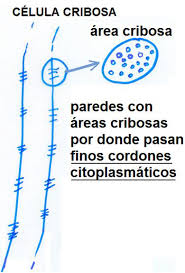 CÉLULA CRIBOSA
área cribosa
paredes con
áreas cribosas
por donde pasan
finos cordones
citoplasmáticos